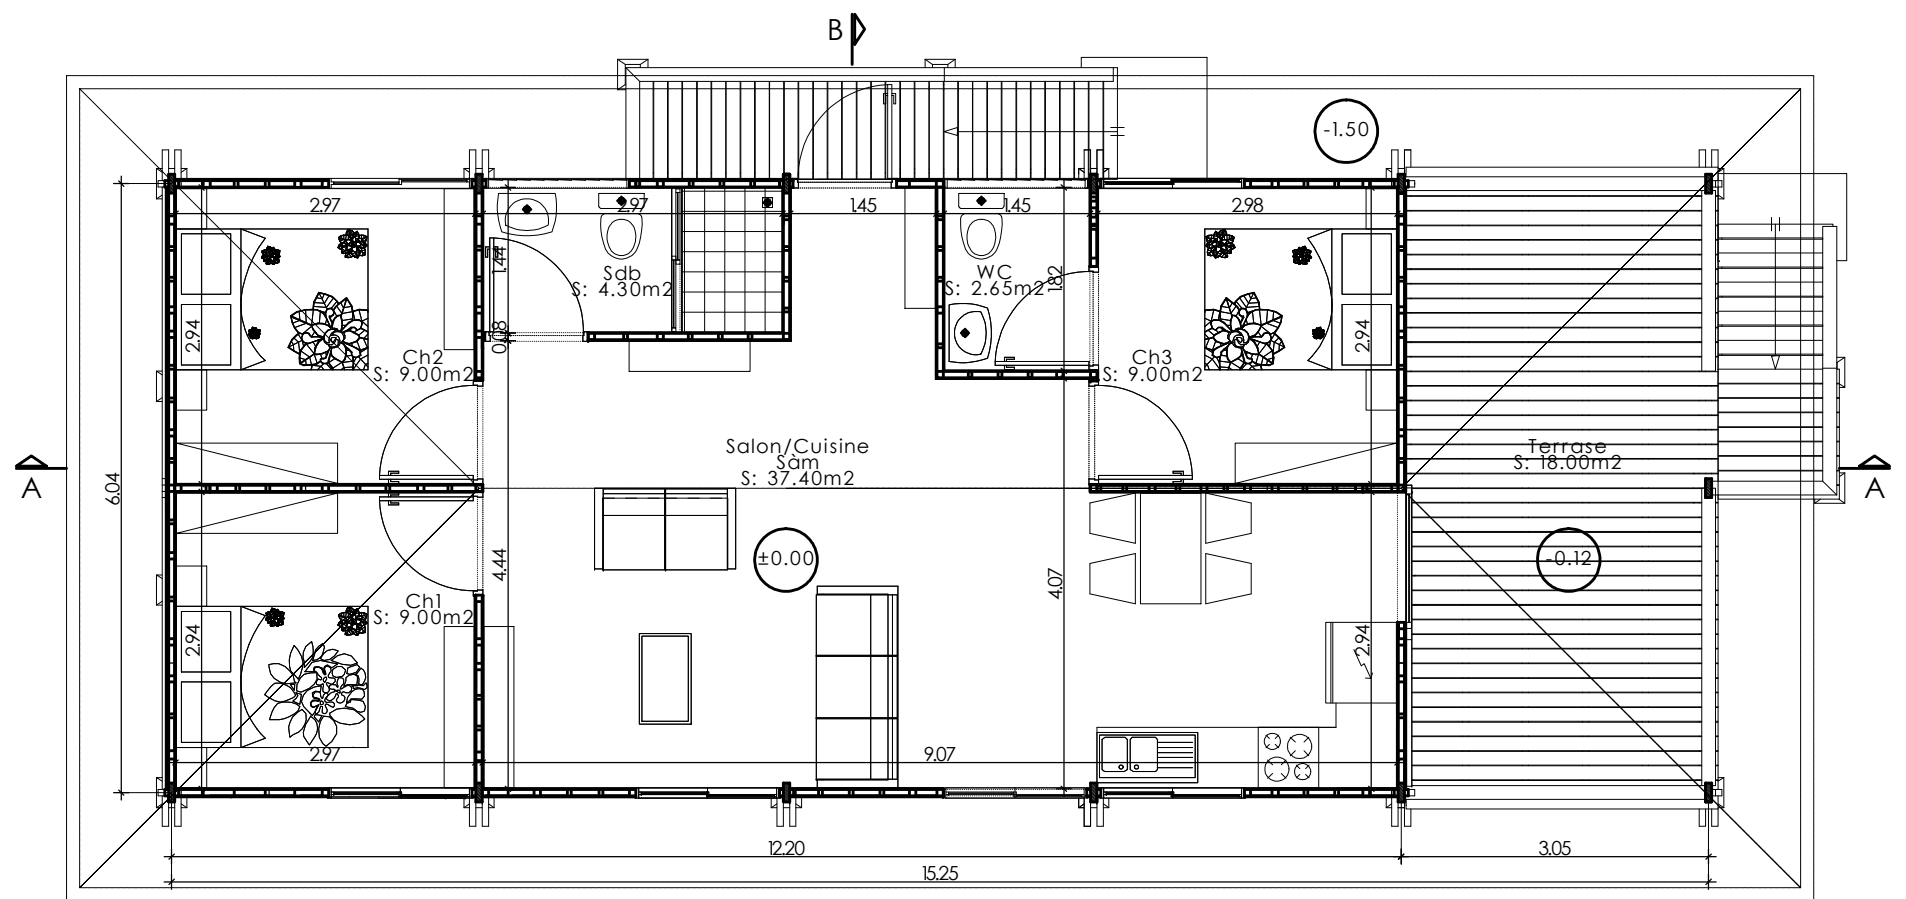 B
-1.50
2.97
2.97
1.45
1.45
2.98
1.44
Sdb
S: 4.30m2
WC
S: 2.65m2
1.82
2.94
0.08
2.94
Ch2
S: 9.00m2
Ch3
S: 9.00m2
Salon/Cuisine
Sàm
S: 37.40m2
Terrase
S: 18.00m2
A
A
6.04
4.44
±0.00
4.07
-0.12
Ch1
S: 9.00m2
2.94
2.94
2.97
9.07
12.20
3.05
15.25